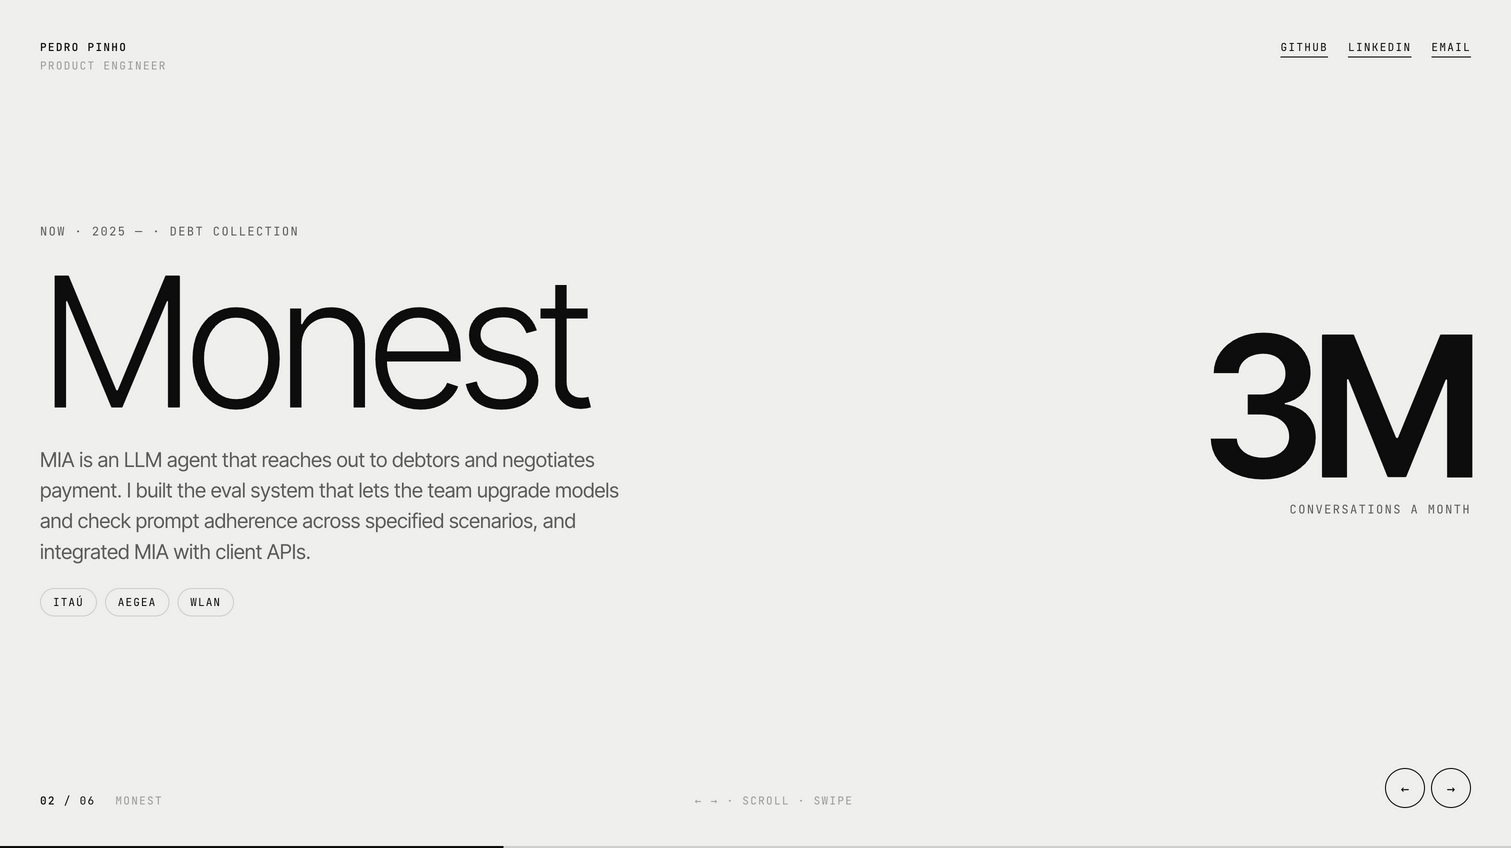 PEDRO PINHO
PRODUCT ENGINEER
GITHUB LINKEDIN EMAIL
NOW · 2025 — · DEBT COLLECTION
Monest
MIA is an LLM agent that reaches out to debtors and negotiates
payment. I built the eval system that lets the team upgrade models
and check prompt adherence across specified scenarios, and
integrated MIA with client APIs.
ITAÚ AEGEA WLAN
3M
CONVERSATIONS A MONTH
02 / 06 MONEST
← → · SCROLL · SWIPE
← →